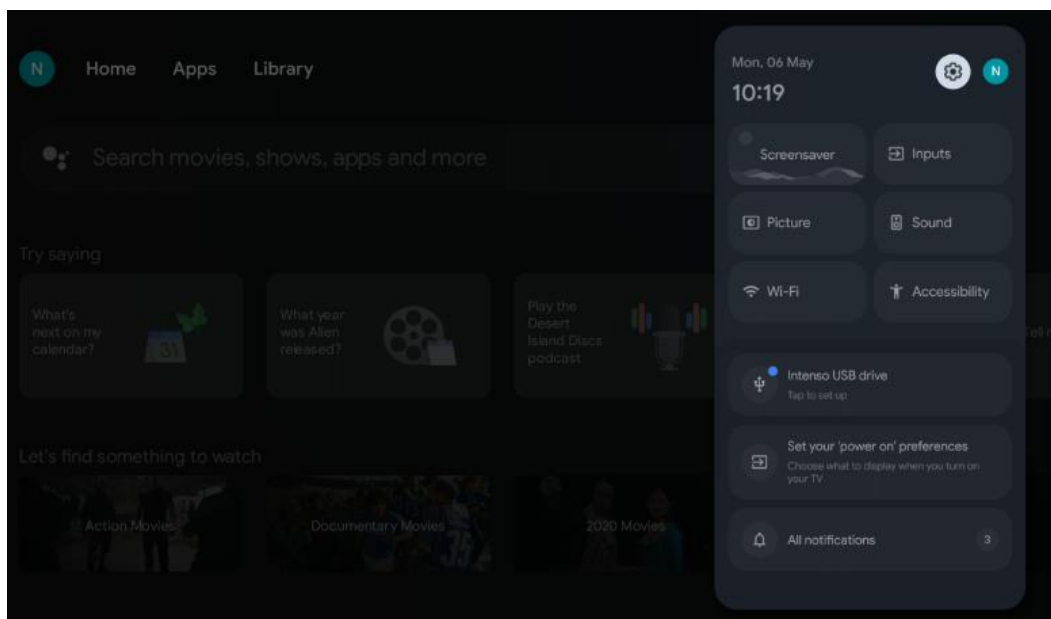 N
Home
Apps
Library
Search movies, shows, apps and more
Try saying
What's
next on my
calendar?
31
What year
was Alien
released?
Play the
Desert
Island Discs
podcast
Tell
Let's find something to watch
Action Movies
Documentary Movies
35
2020 Movies
Mon, 06 May
10:19
N
Screensaver
Inputs
Picture
Sound
Wi-Fi
Accessibility
Intenso USB drive
Tap to set up
Set your 'power on' preferences
Choose what to display when you turn on
your TV
All notifications
3